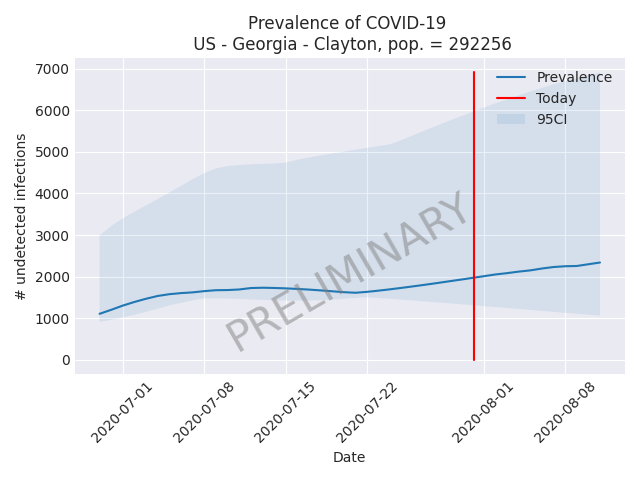 Prevalence of COVID-19
US - Georgia - Clayton, pop. = 292256
7000
6000
5000
4000
3000
2000
1000
0
# undetected infections
Prevalence
Today
95CI
PRELIMINARY
2020-07-01
2020-07-08
2020-07-15
2020-07-22
2020-08-01
2020-08-08
Date